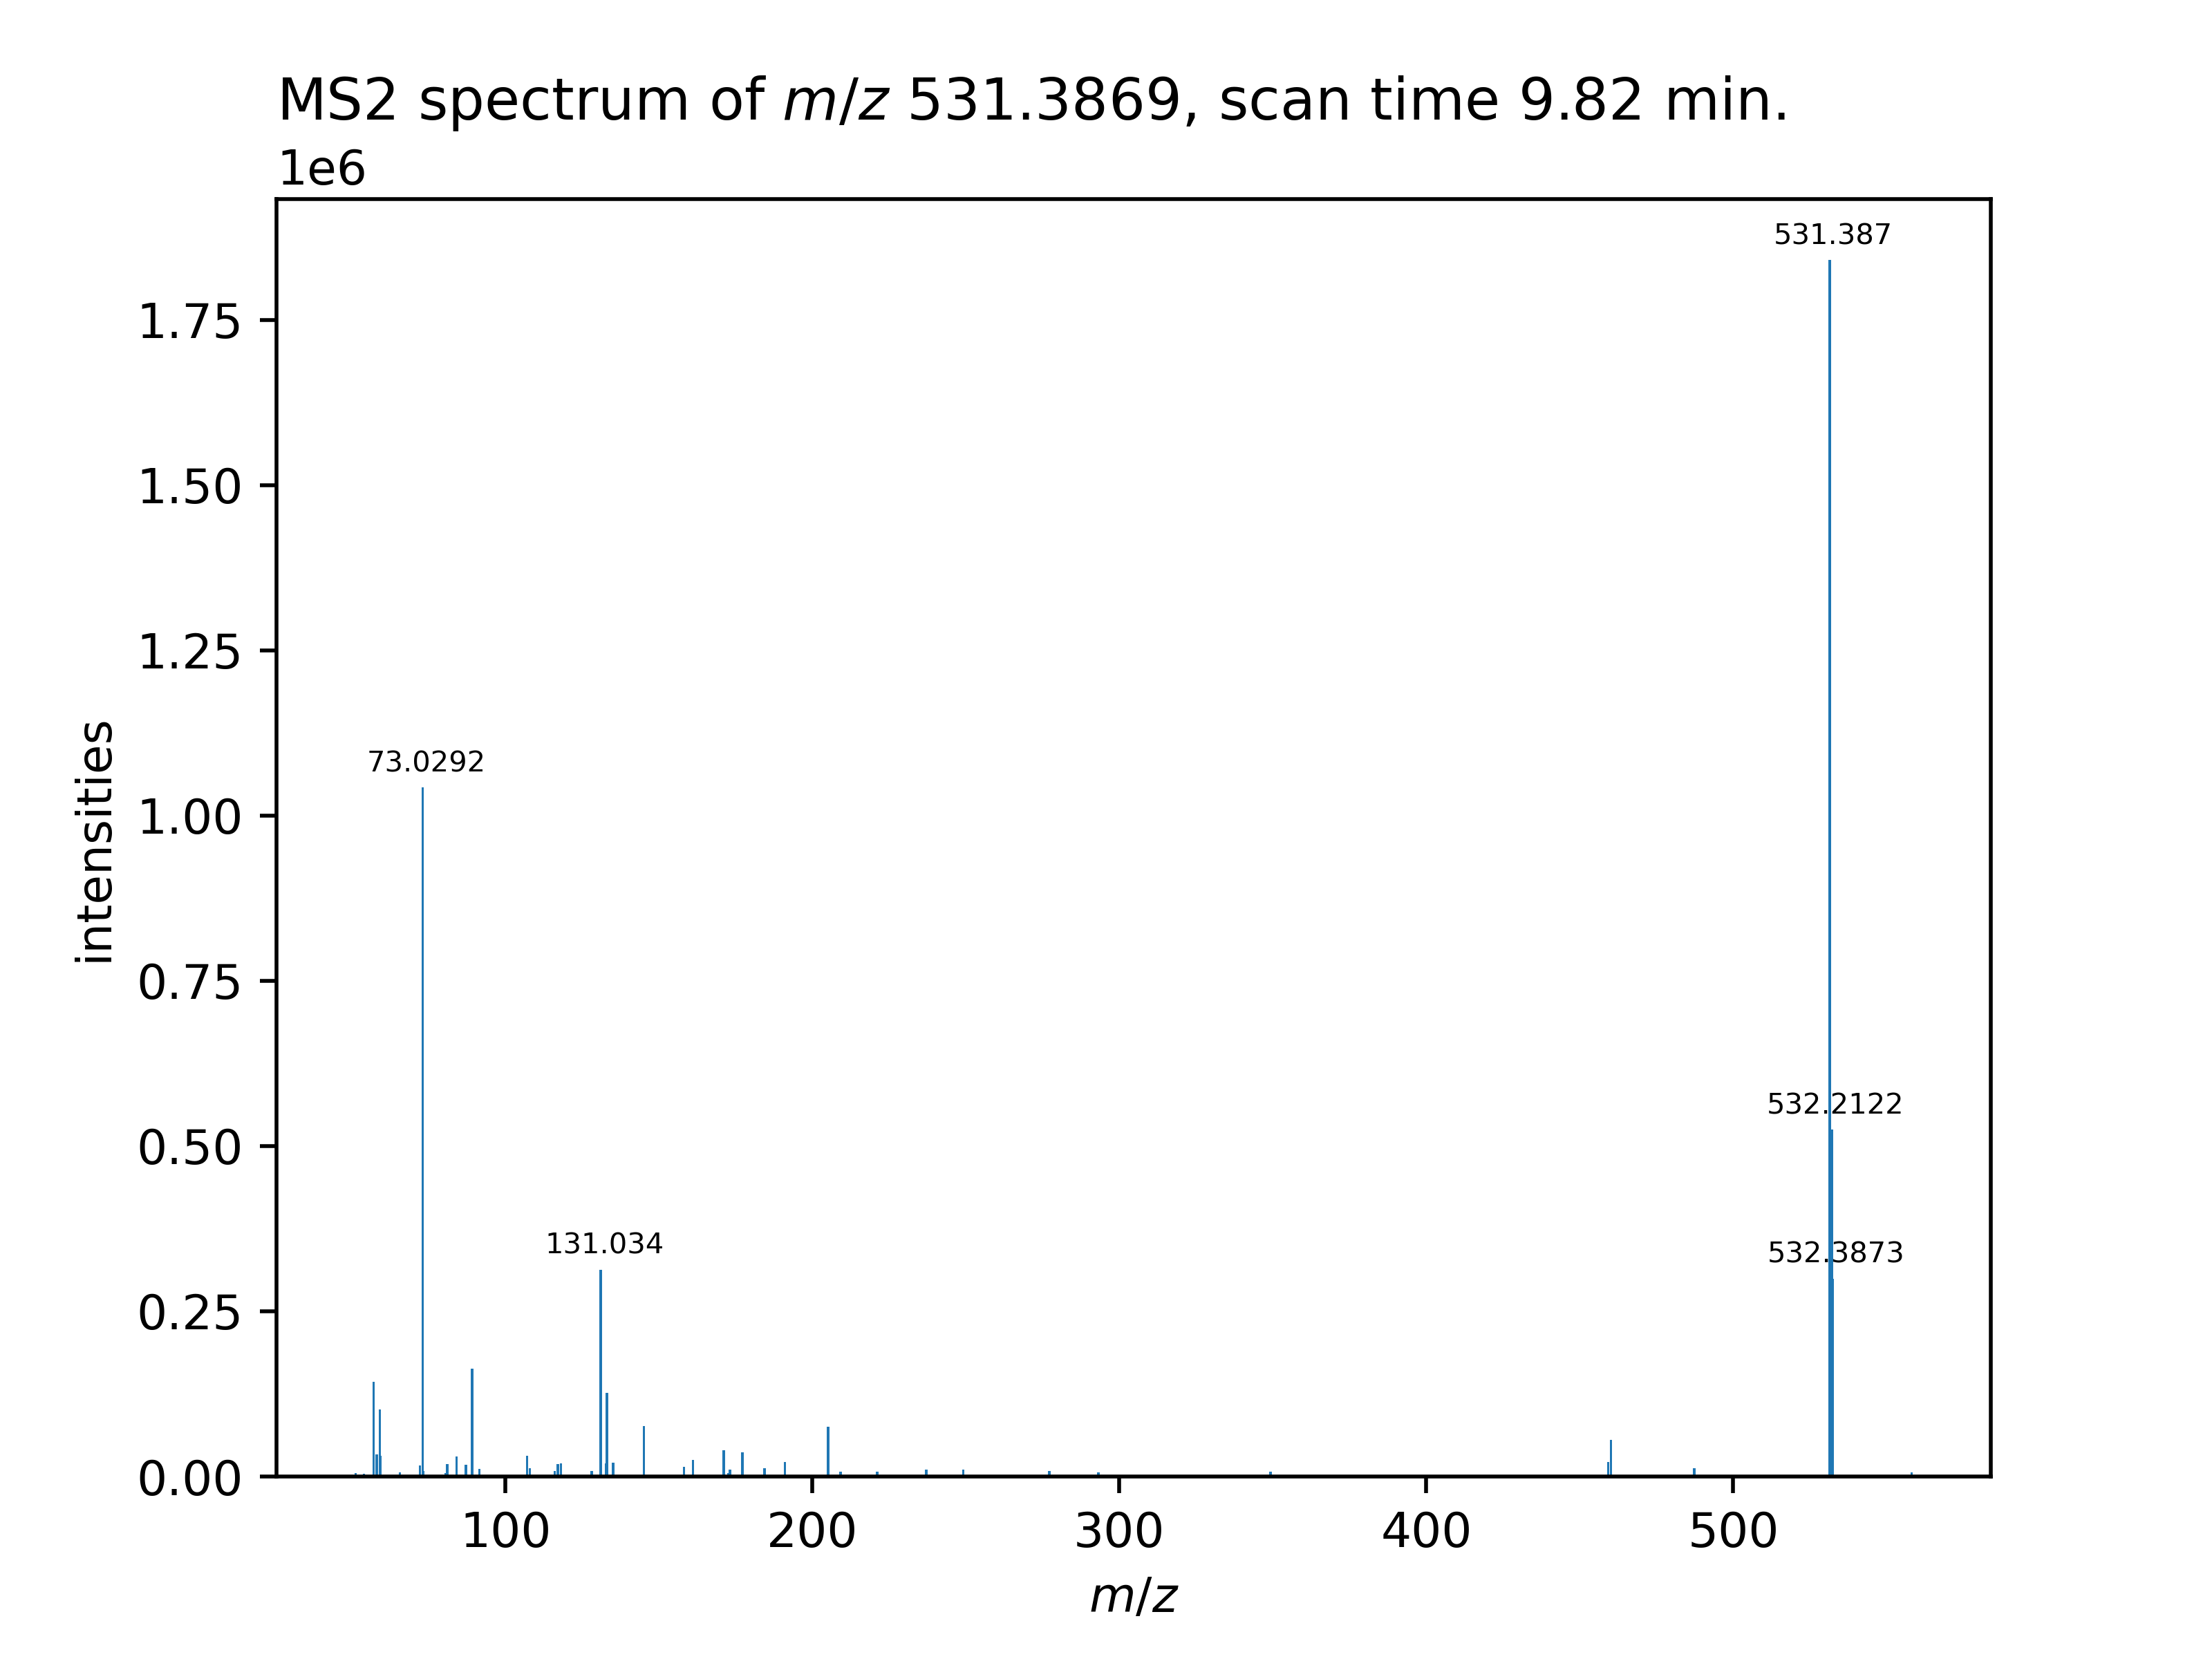 MS2 spectrum of m/z 531.3869, scan time 9.82 min.
1e6
531.387
1.75
1.50
1.25
73.0292
1.00
intensities
0.75
532.2122
0.50
131.034
532.3873
0.25
0.00
100 200 300 400 500
m/z